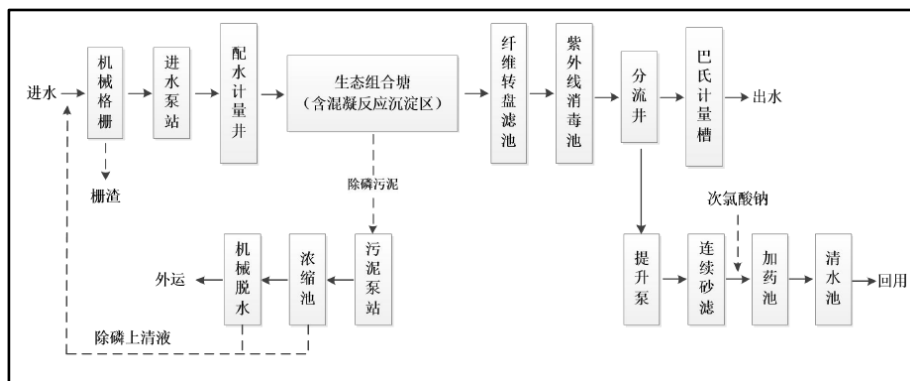 进水
机械格栅
进水泵站
配水计量井
生态组合塘
（含混凝反应沉淀区）
纤维转盘滤池
紫外线消毒池
分流井
巴氏计量槽
出水
栅渣
除磷污泥
次氯酸钠
外运
机械脱水
浓缩池
污泥泵站
提升泵
连续砂滤
加药池
清水池
回用
除磷上清液